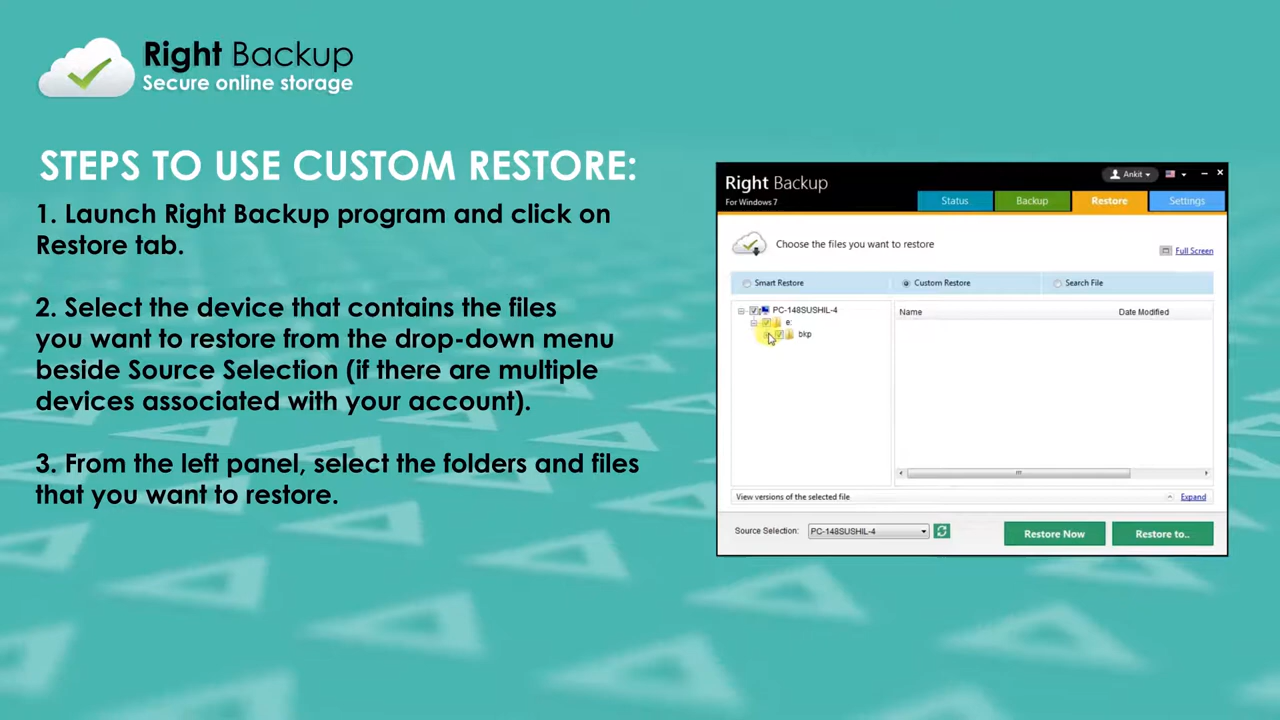 Right Backup
Secure online storage
STEPS TO USE CUSTOM RESTORE:
1. Launch Right Backup program and click on
Restore tab.
2. Select the device that contains the files
you want to restore from the drop-down menu
beside Source Selection (if there are multiple
devices associated with your account).
3. From the left panel, select the folders and files
that you want to restore.
Right Backup
For Windows 7
Ankit
Status
Backup
Restore
Settings
Choose the files you want to restore
Full Screen
Smart Restore
Custom Restore
Search File
PC-148SUSHIL-4
e:
bkp
Name
Date Modified
View versions of the selected file
Expand
Source Selection:
PC-148SUSHIL-4
Restore Now
Restore to..